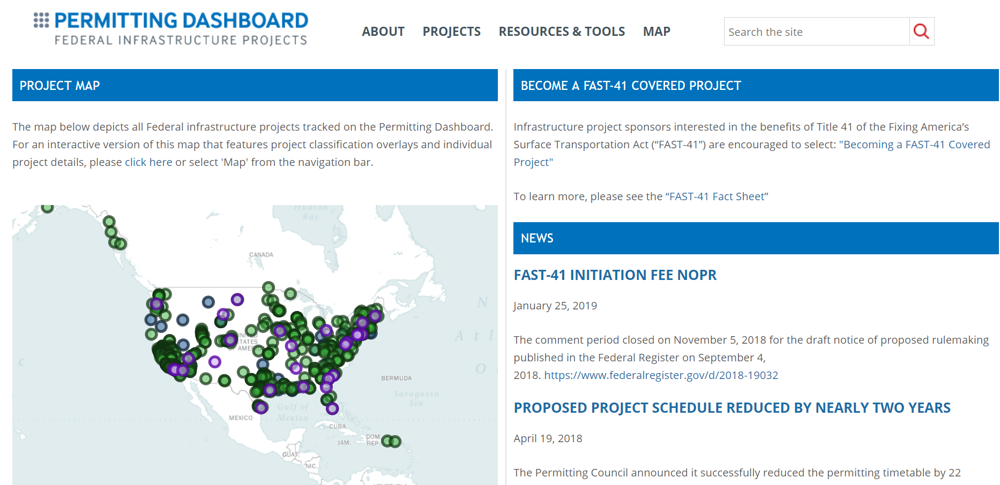 PERMITTING DASHBOARD
FEDERAL INFRASTRUCTURE PROJECTS
ABOUT
PROJECTS
RESOURCES & TOOLS
MAP
Search the site
PROJECT MAP
The map below depicts all Federal infrastructure projects tracked on the Permitting Dashboard.
For an interactive version of this map that features project classification overlays and individual
project details, please click here or select 'Map' from the navigation bar.
Hudson
Bay
CANADA
N
UNITED
STATES
OF AMERICA
A t l
c
O
BERMUDA
Saragasso
Sea
Gulf of
Mexico
MEXICO
CUBA
DOM.
REP.
JAM.
GUAT.
NIC.
VENEZUELA
BECOME A FAST-41 COVERED PROJECT
Infrastructure project sponsors interested in the benefits of Title 41 of the Fixing America’s
Surface Transportation Act (“FAST-41”) are encouraged to select: "Becoming a FAST-41 Covered
Project"
To learn more, please see the “FAST-41 Fact Sheet”
NEWS
FAST-41 INITIATION FEE NOPR
January 25, 2019
The comment period closed on November 5, 2018 for the draft notice of proposed rulemaking
published in the Federal Register on September 4,
2018. https://www.federalregister.gov/d/2018-19032
PROPOSED PROJECT SCHEDULE REDUCED BY NEARLY TWO YEARS
April 19, 2018
The Permitting Council announced it successfully reduced the permitting timetable by 22